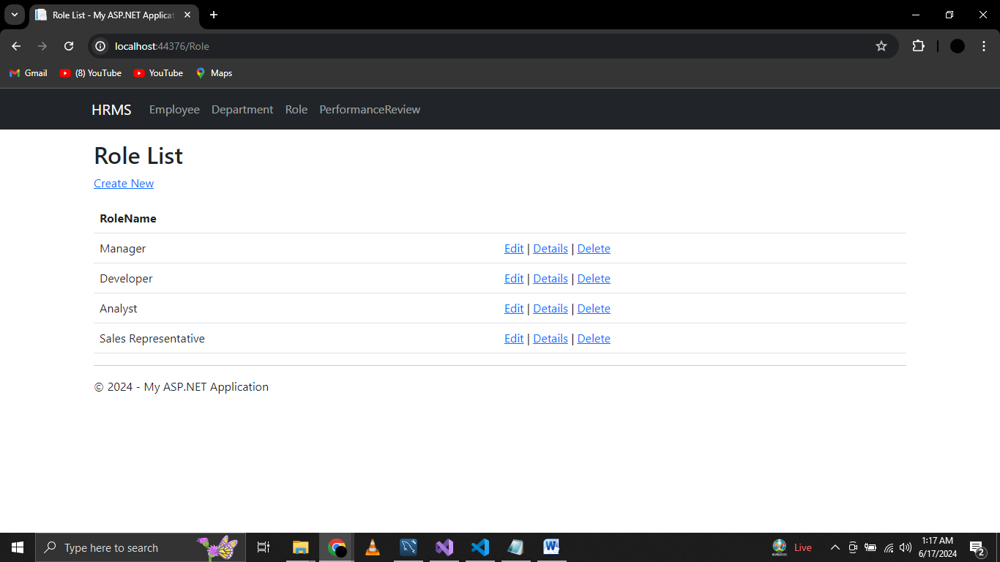 Role List - My ASP.NET Applicat
localhost:44376/Role
Gmail (8) YouTube YouTube Maps
HRMS Employee Department Role PerformanceReview
Role List
Create New
RoleName
Manager Edit | Details | Delete
Developer Edit | Details | Delete
Analyst Edit | Details | Delete
Sales Representative Edit | Details | Delete
© 2024 - My ASP.NET Application
Type here to search
Live
1:17 AM
6/17/2024
2